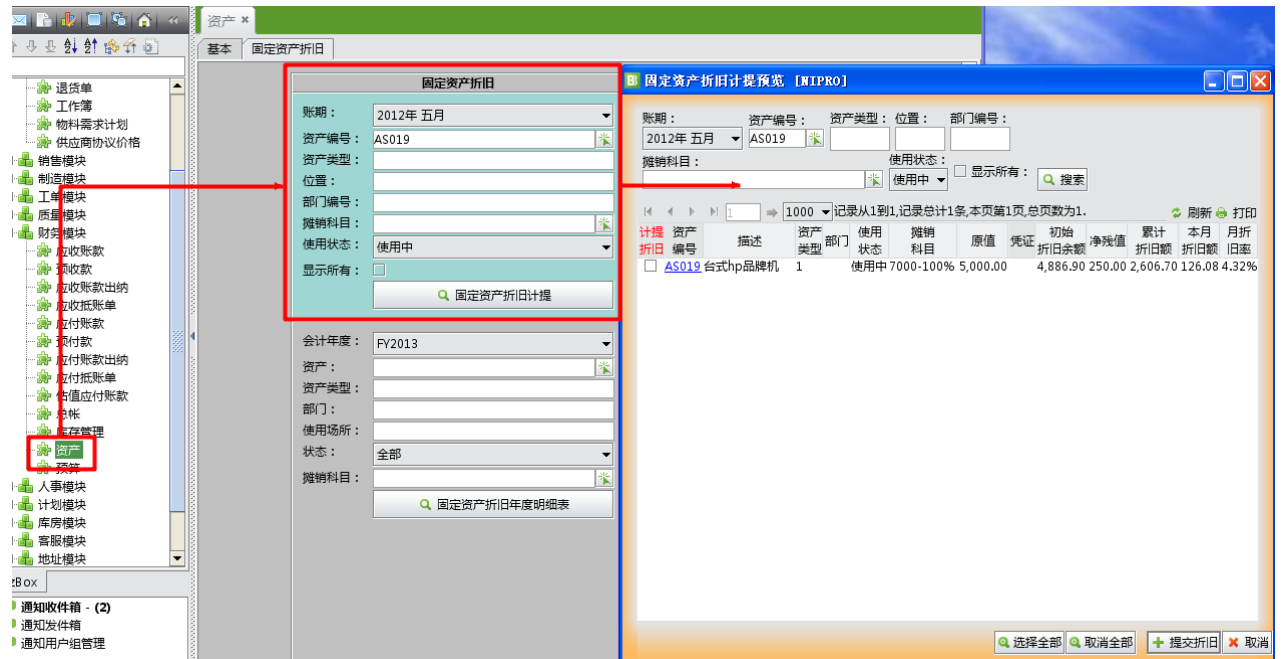 资产 ×
基本 固定资产折旧
退货单
工作簿
物料需求计划
供应商协议价格
销售模块
制造模块
工单模块
质量模块
财务模块
应收账款
预收款
应收账款出纳
应收抵账单
应付账款
预付款
应付账款出纳
应付抵账单
估值应付账款
总帐
库存管理
资产
预算
人事模块
计划模块
库房模块
客服模块
地址模块
通知收件箱 - (2)
通知发件箱
通知用户组管理
固定资产折旧
账期： 2012年 五月
资产编号： AS019
资产类型：
位置：
部门编号：
摊销科目：
使用状态： 使用中
显示所有：
固定资产折旧计提
会计年度： FY2013
资产：
资产类型：
部门：
使用场所：
状态： 全部
摊销科目：
固定资产折旧年度明细表
固定资产折旧计提预览 [NIPRO]
账期： 资产编号： 资产类型： 位置： 部门编号：
2012年 五月 AS019
摊销科目： 使用状态： 显示所有：
使用中 搜索
1 1000 记录从1到1,记录总计1条,本页第1页,总页数为1. 刷新 打印
计提 资产 描述 资产 部门 使用 摊销 原值 凭证 初始 净残值 累计 本月 月折
折旧 编号 类型 状态 科目 折旧余额 折旧额 折旧额 旧率
AS019 台式hp品牌机 1 使用中 7000-100% 5,000.00 4,886.90 250.00 2,606.70 126.08 4.32%
选择全部 取消全部 提交折旧 取消